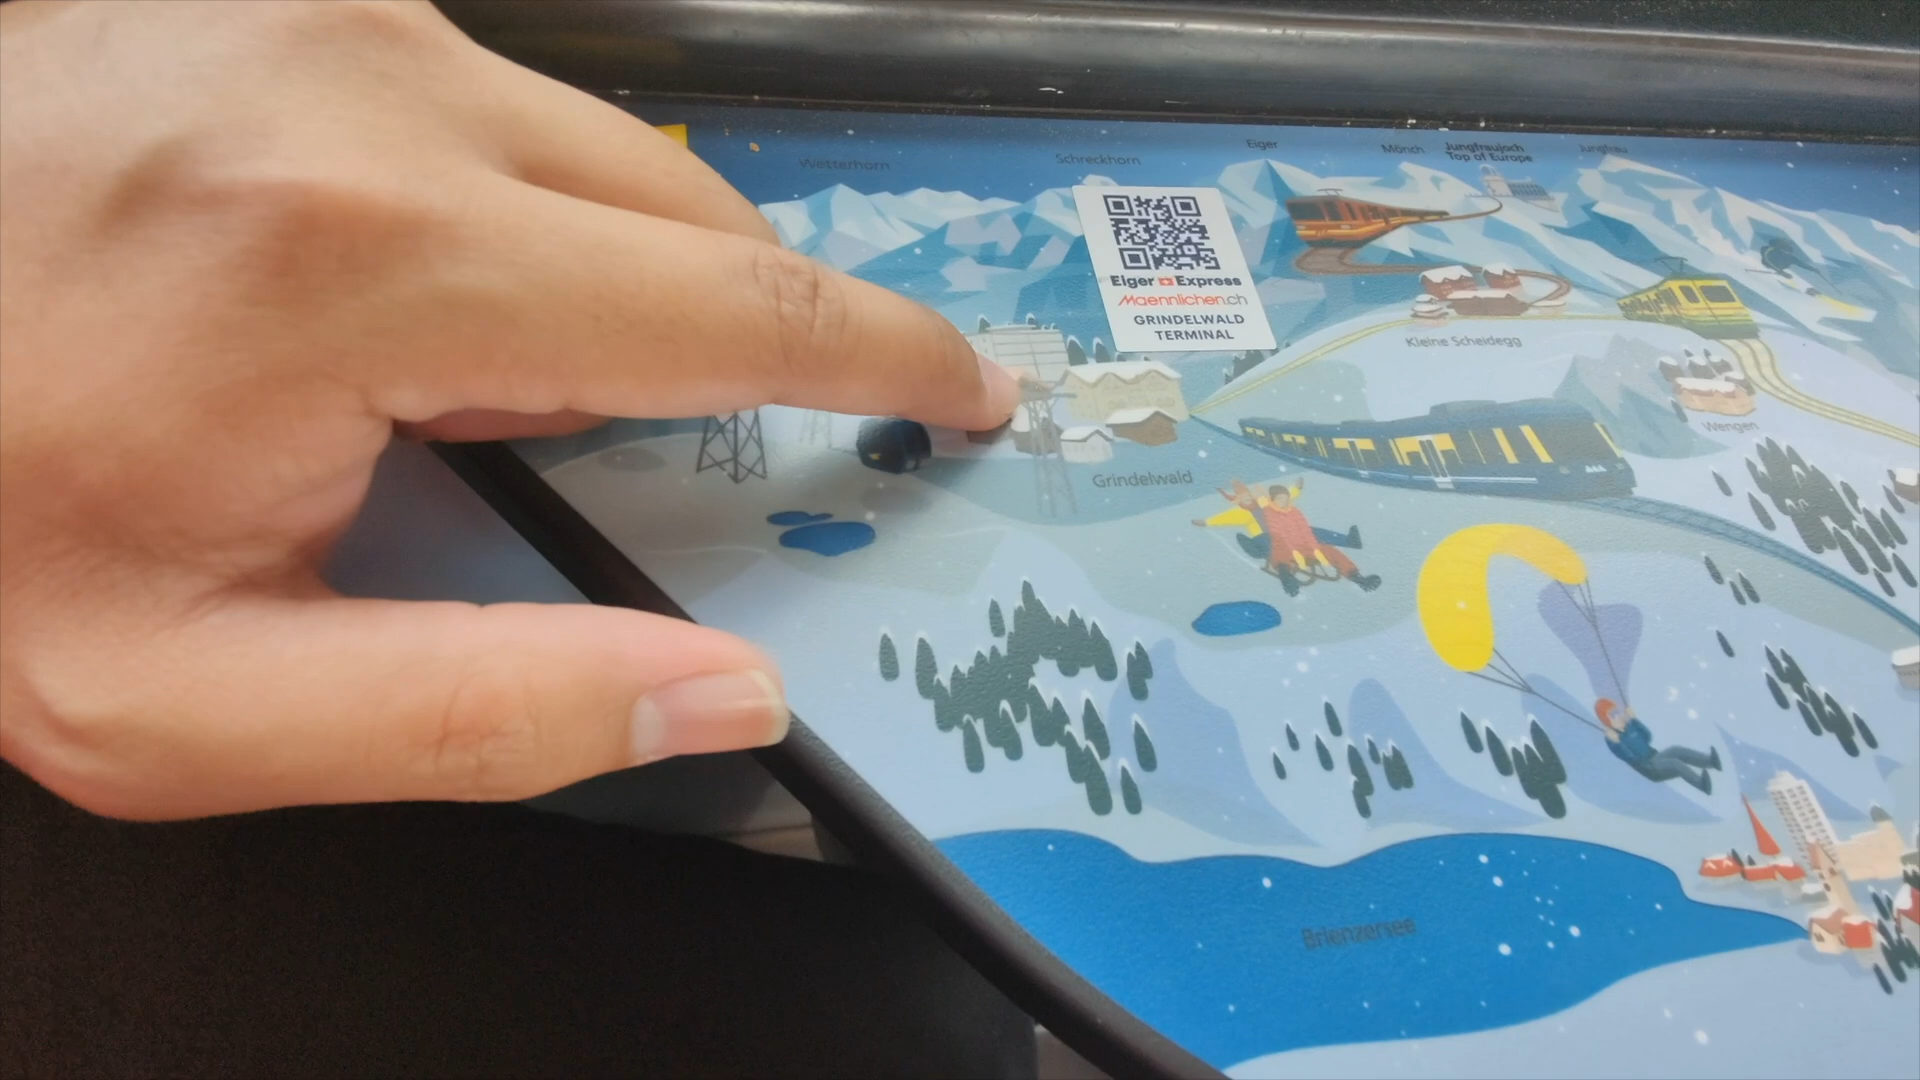 Wetterhorn
Schreckhorn
Eiger
Mönch
Jungfraujoch
Top of Europe
Jungfrau
Eiger Express
Maennlichen.ch
GRINDELWALD
TERMINAL
Kleine Scheidegg
Wengen
Grindelwald
Brienzersee